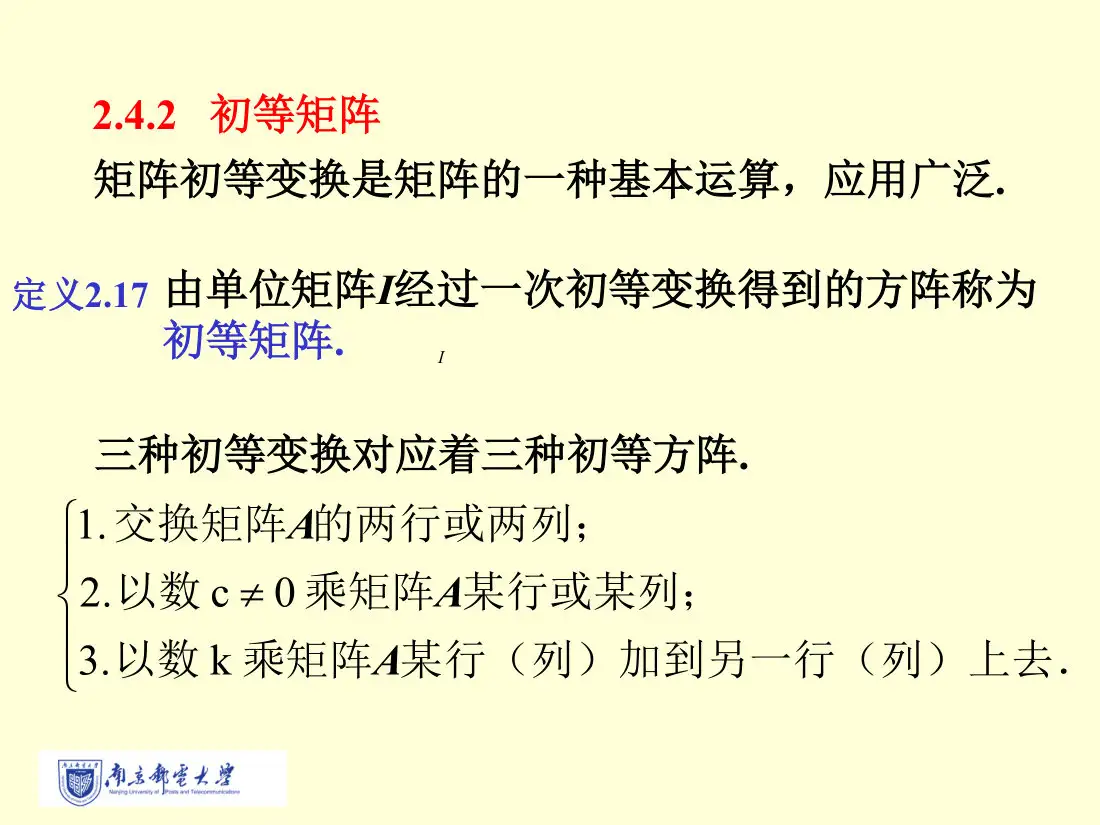 2.4.2 初等矩阵
矩阵初等变换是矩阵的一种基本运算，应用广泛.
定义2.17 由单位矩阵I经过一次初等变换得到的方阵称为
初等矩阵.
I
三种初等变换对应着三种初等方阵.
1. 交换矩阵A的两行或两列；
2. 以数 c ≠ 0 乘矩阵A某行或某列；
3. 以数 k 乘矩阵A某行（列）加到另一行（列）上去.
南京邮电大学
Nanjing University of Posts and Telecommunications